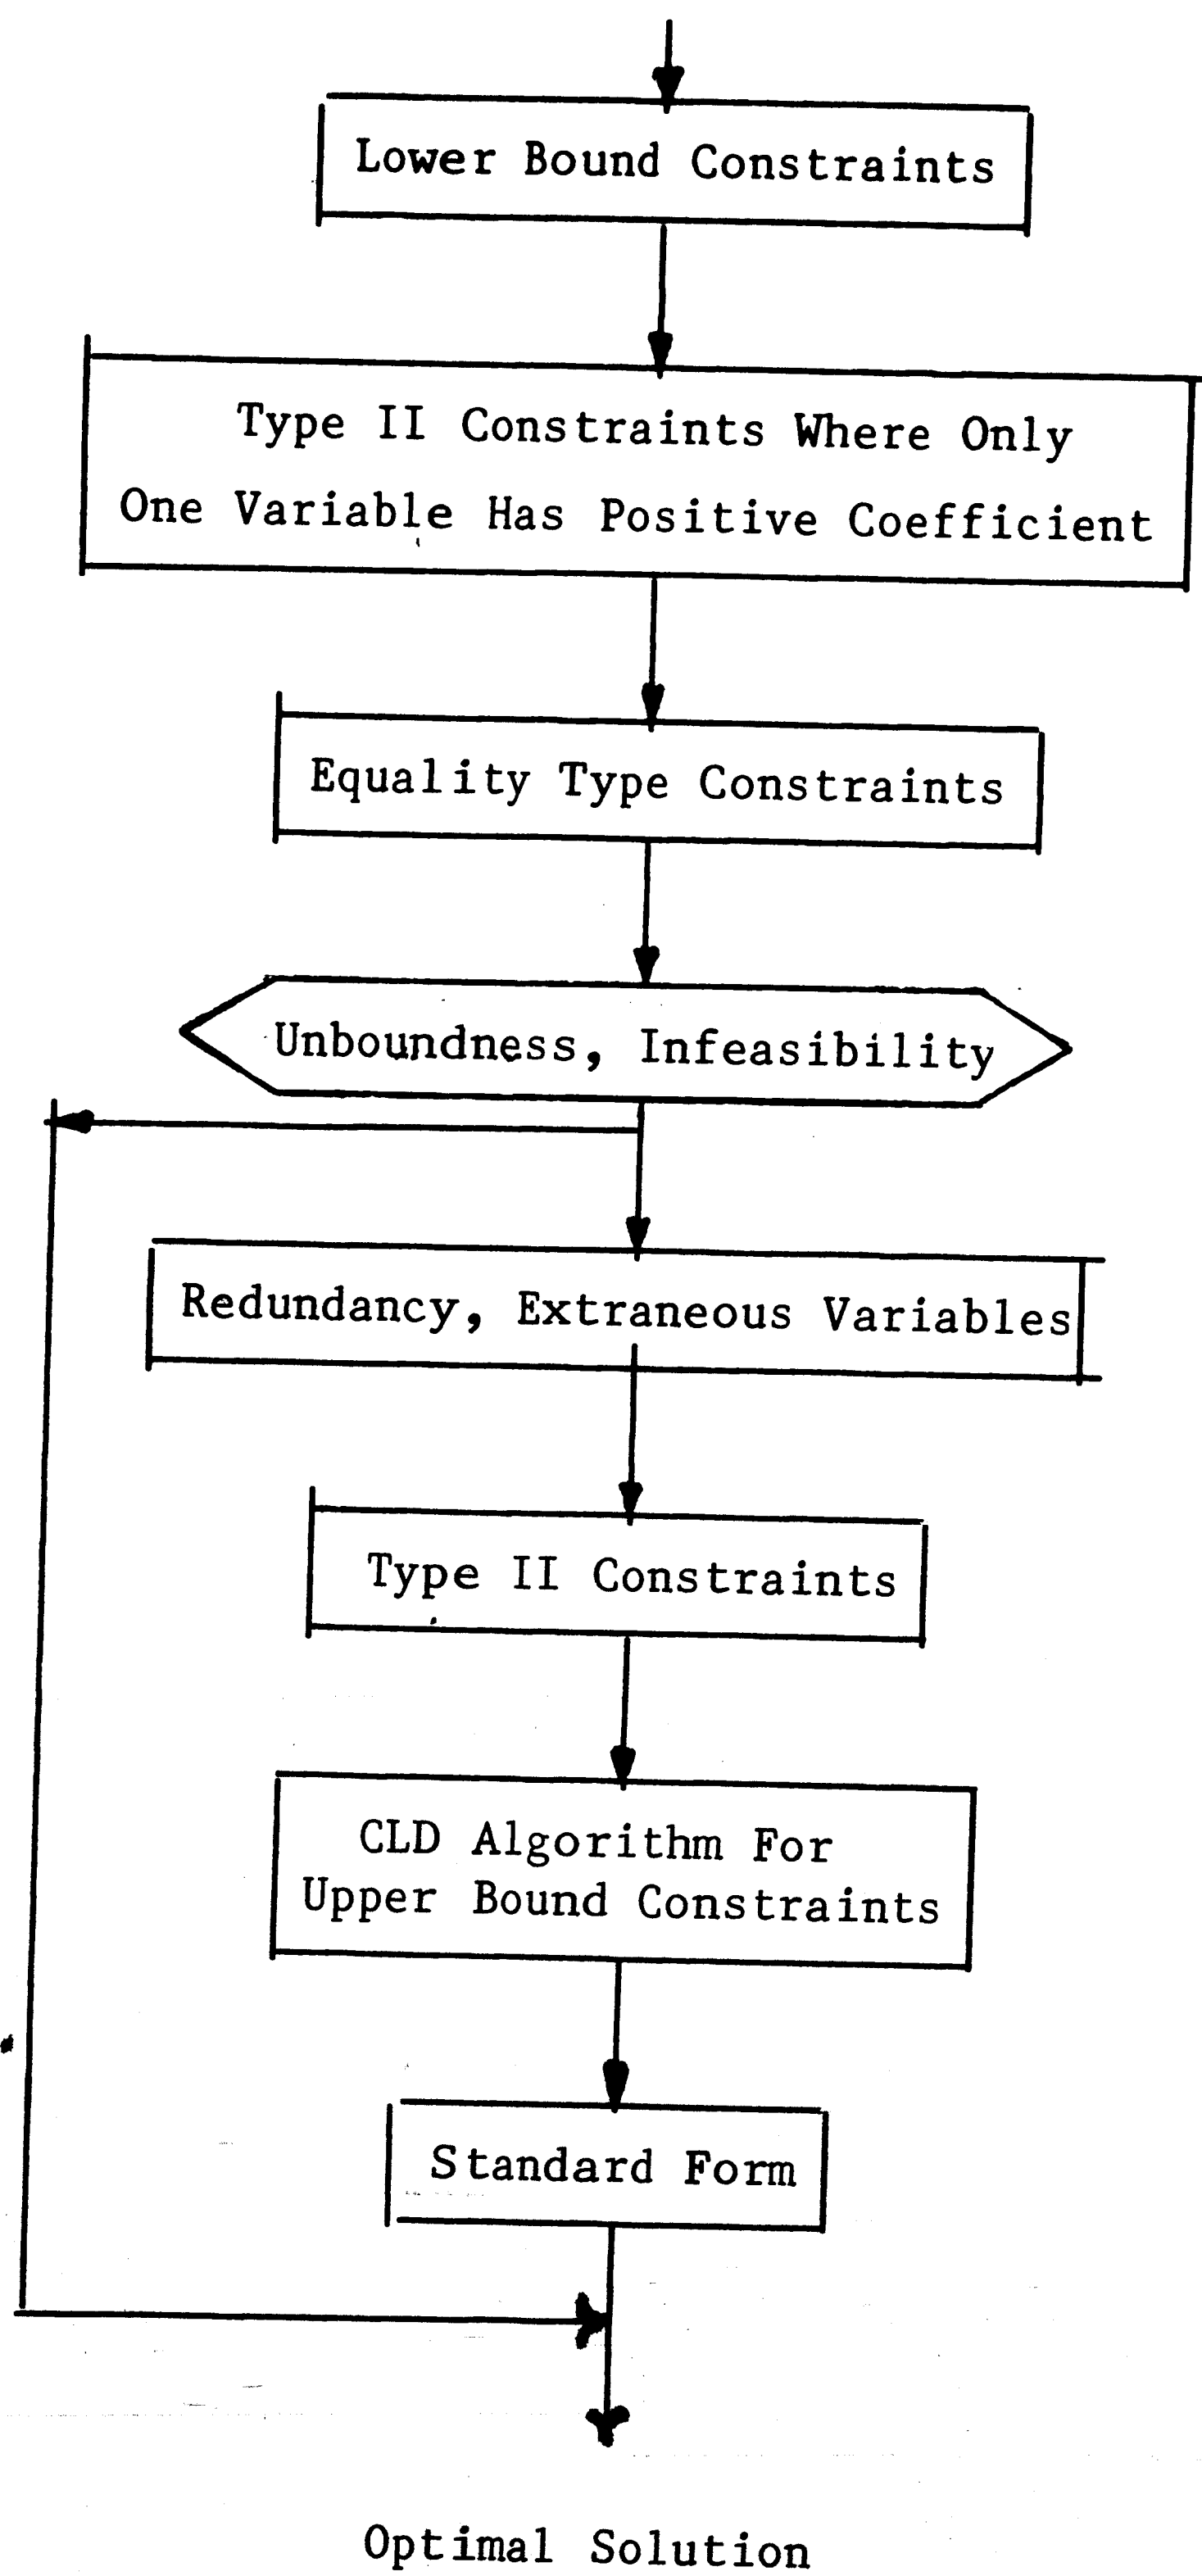 Lower Bound Constraints
Type II Constraints Where Only
One Variable Has Positive Coefficient
Equality Type Constraints
Unboundness, Infeasibility
Redundancy, Extraneous Variables
Type II Constraints
CLD Algorithm For
Upper Bound Constraints
Standard Form
Optimal Solution